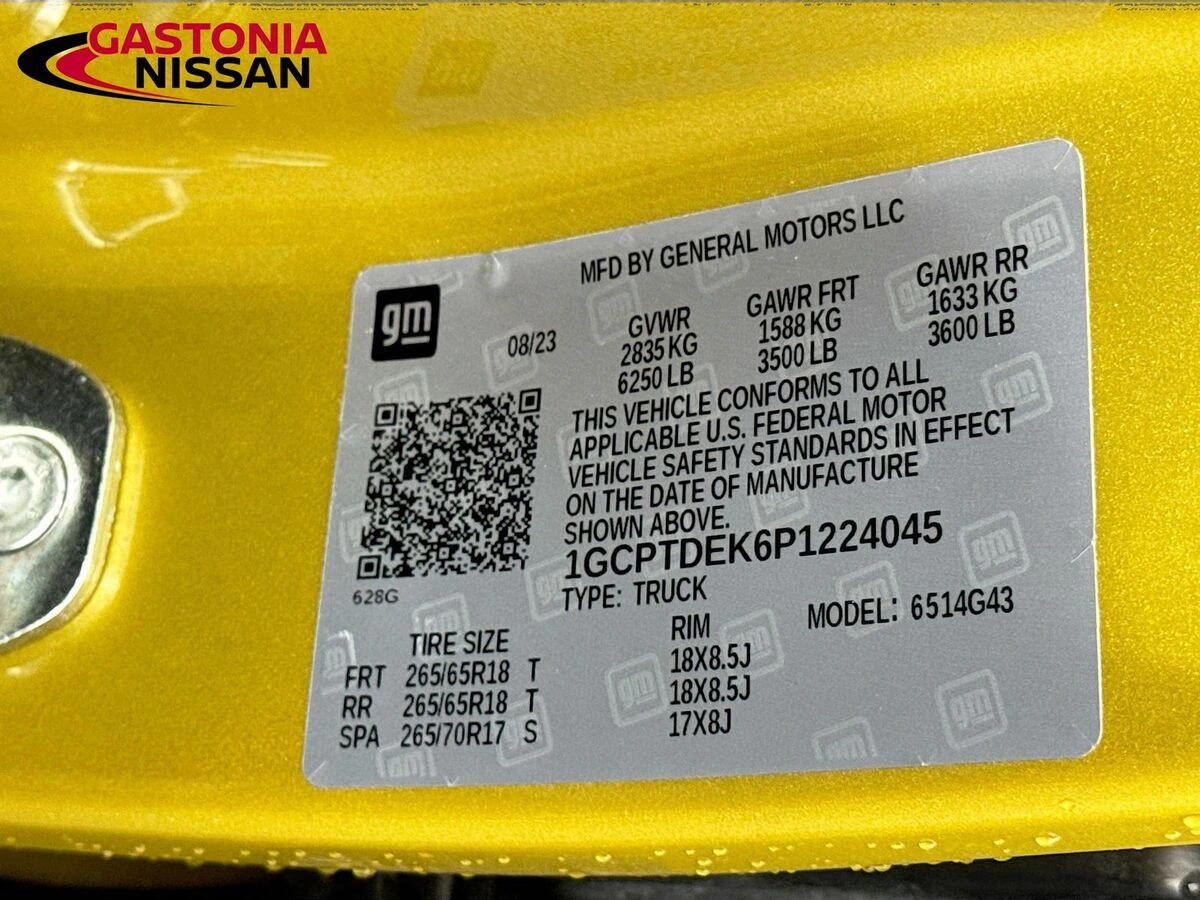 GASTONIA
NISSAN
MFD BY GENERAL MOTORS LLC
gm
08/23
GVWR
2835 KG
6250 LB
GAWR FRT
1588 KG
3500 LB
GAWR RR
1633 KG
3600 LB
THIS VEHICLE CONFORMS TO ALL
APPLICABLE U.S. FEDERAL MOTOR
VEHICLE SAFETY STANDARDS IN EFFECT
ON THE DATE OF MANUFACTURE
SHOWN ABOVE.
1GCPTDEK6P1224045
628G
TYPE: TRUCK
MODEL: 6514G43
TIRE SIZE RIM
FRT 265/65R18 T 18X8.5J
RR 265/65R18 T 18X8.5J
SPA 265/70R17 S 17X8J